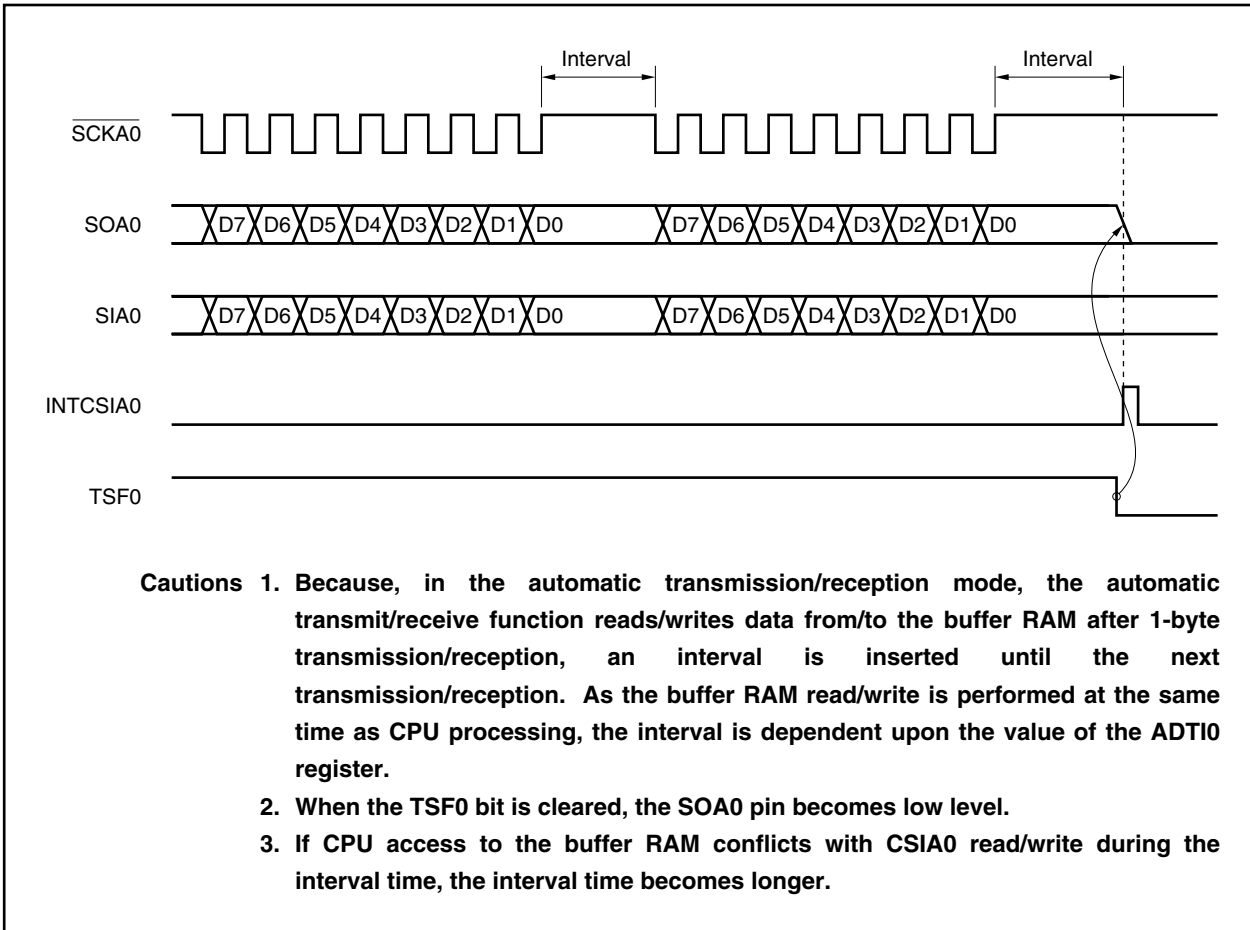 Interval Interval
SCKA0
SOA0 D7 D6 D5 D4 D3 D2 D1 D0 D7 D6 D5 D4 D3 D2 D1 D0
SIA0 D7 D6 D5 D4 D3 D2 D1 D0 D7 D6 D5 D4 D3 D2 D1 D0
INTCSIA0
TSF0
Cautions 1. Because, in the automatic transmission/reception mode, the automatic
transmit/receive function reads/writes data from/to the buffer RAM after 1-byte
transmission/reception, an interval is inserted until the next
transmission/reception. As the buffer RAM read/write is performed at the same
time as CPU processing, the interval is dependent upon the value of the ADTI0
register.
2. When the TSF0 bit is cleared, the SOA0 pin becomes low level.
3. If CPU access to the buffer RAM conflicts with CSIA0 read/write during the
interval time, the interval time becomes longer.